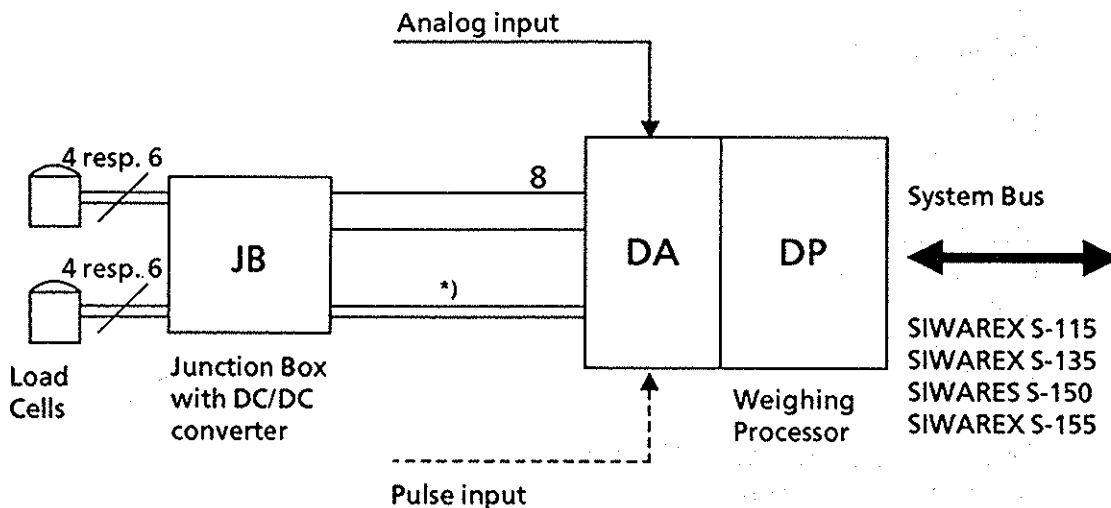 Analog input
4 resp. 6
8
System Bus
JB
DA
DP
4 resp. 6
*)
SIWAREX S-115
SIWAREX S-135
SIWARES S-150
SIWAREX S-155
Load
Cells
Junction Box
with DC/DC
converter
Weighing
Processor
Pulse input